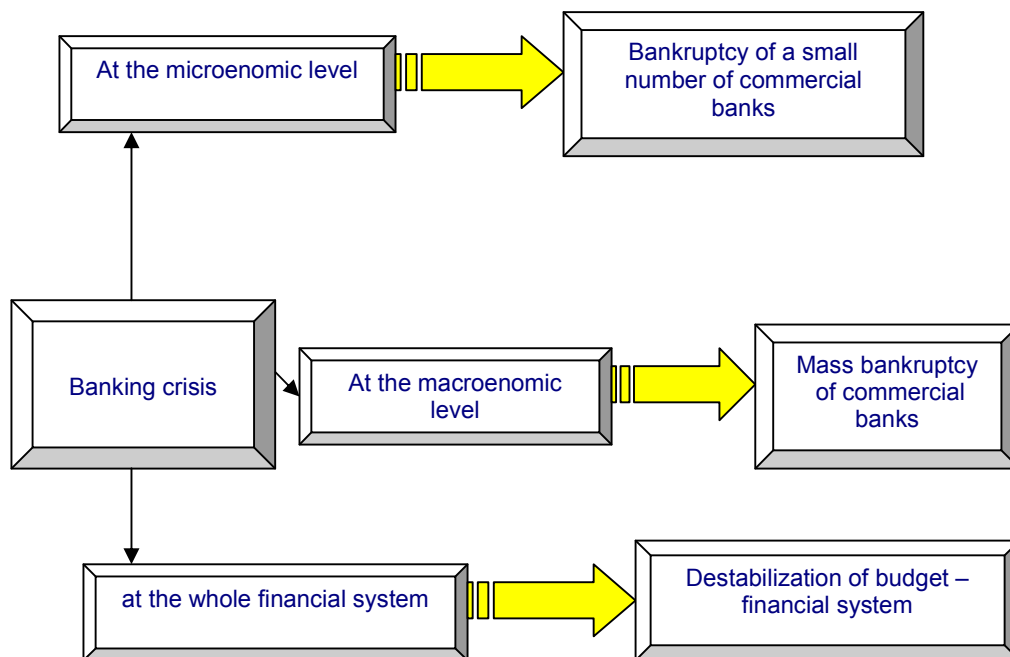 At the microenomic level
Bankruptcy of a small
number of commercial
banks
Banking crisis
At the macroenomic
level
Mass bankruptcy
of commercial
banks
at the whole financial system
Destabilization of budget –
financial system